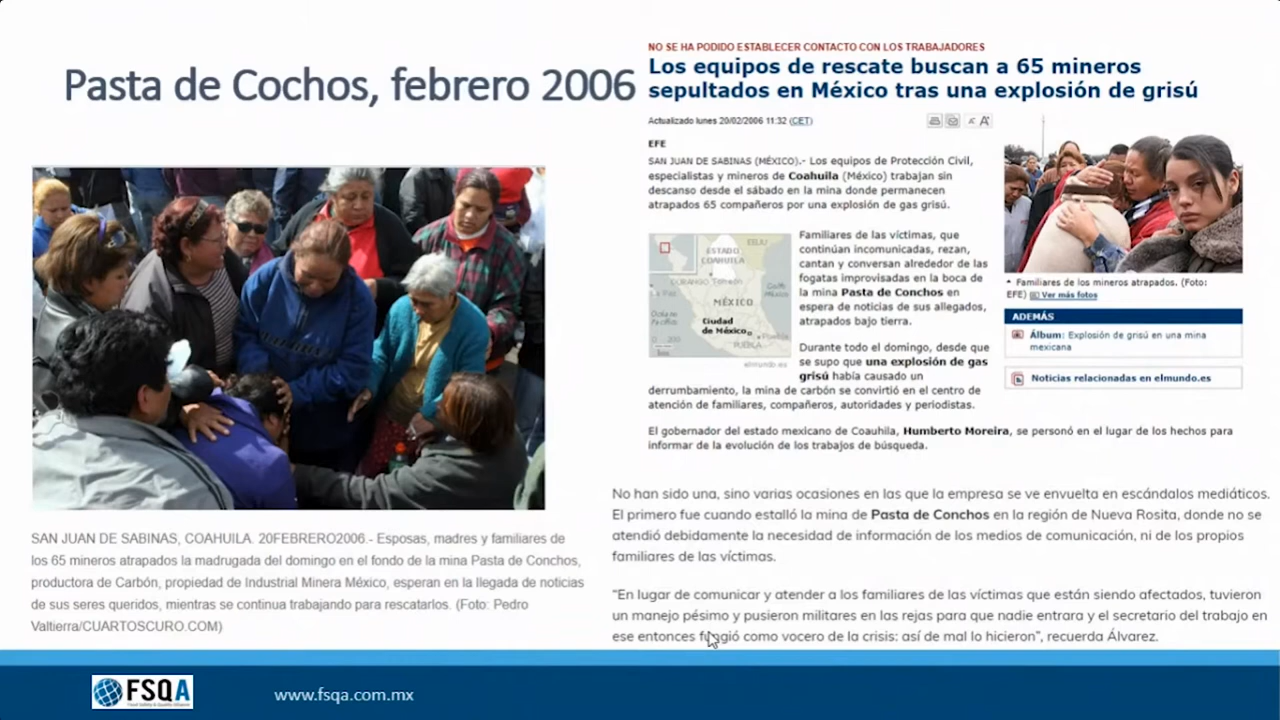 Pasta de Cochos, febrero 2006
SAN JUAN DE SABINAS, COAHUILA. 20FEBRERO2006.- Esposas, madres y familiares de
los 65 mineros atrapados la madrugada del domingo en el fondo de la mina Pasta de Conchos,
productora de Carbón, propiedad de Industrial Minera México, esperan en la llegada de noticias
de sus seres queridos, mientras se continua trabajando para rescatarlos. (Foto: Pedro
Valtierra/CUARTOSCURO.COM)
NO SE HA PODIDO ESTABLECER CONTACTO CON LOS TRABAJADORES
Los equipos de rescate buscan a 65 mineros
sepultados en México tras una explosión de grisú
Actualizado lunes 20/02/2006 11:32 (CET)
EFE
SAN JUAN DE SABINAS (MÉXICO).- Los equipos de Protección Civil,
especialistas y mineros de Coahuila (México) trabajan sin
descanso desde el sábado en la mina donde permanecen
atrapados 65 compañeros por una explosión de gas grisú.
EEUU
ESTADO
COAHUILA
DURANGO
La Paz
Golfo
México
MÉXICO
Ciudad
de México
Puebla
PUEBLA
0 200
km
elmundo.es
Familiares de las víctimas, que
continúan incomunicadas, rezan,
cantan y conversan alrededor de las
fogatas improvisadas en la boca de
la mina Pasta de Conchos en
espera de noticias de sus allegados,
atrapados bajo tierra.
Durante todo el domingo, desde que
se supo que una explosión de gas
grisú había causado un
derrumbamiento, la mina de carbón se convirtió en el centro de
atención de familiares, compañeros, autoridades y periodistas.
El gobernador del estado mexicano de Coauhila, Humberto Moreira, se personó en el lugar de los hechos para
informar de la evolución de los trabajos de búsqueda.
Familiares de los mineros atrapados. (Foto:
EFE) Ver más fotos
ADEMÁS
Álbum: Explosión de grisú en una mina
mexicana
Noticias relacionadas en elmundo.es
No han sido una, sino varias ocasiones en las que la empresa se ve envuelta en escándalos mediáticos.
El primero fue cuando estalló la mina de Pasta de Conchos en la región de Nueva Rosita, donde no se
atendió debidamente la necesidad de información de los medios de comunicación, ni de los propios
familiares de las víctimas.
“En lugar de comunicar y atender a los familiares de las víctimas que están siendo afectados, tuvieron
un manejo pésimo y pusieron militares en las rejas para que nadie entrara y el secretario del trabajo en
ese entonces fungió como vocero de la crisis: así de mal lo hicieron”, recuerda Álvarez.
FSQA
www.fsqa.com.mx